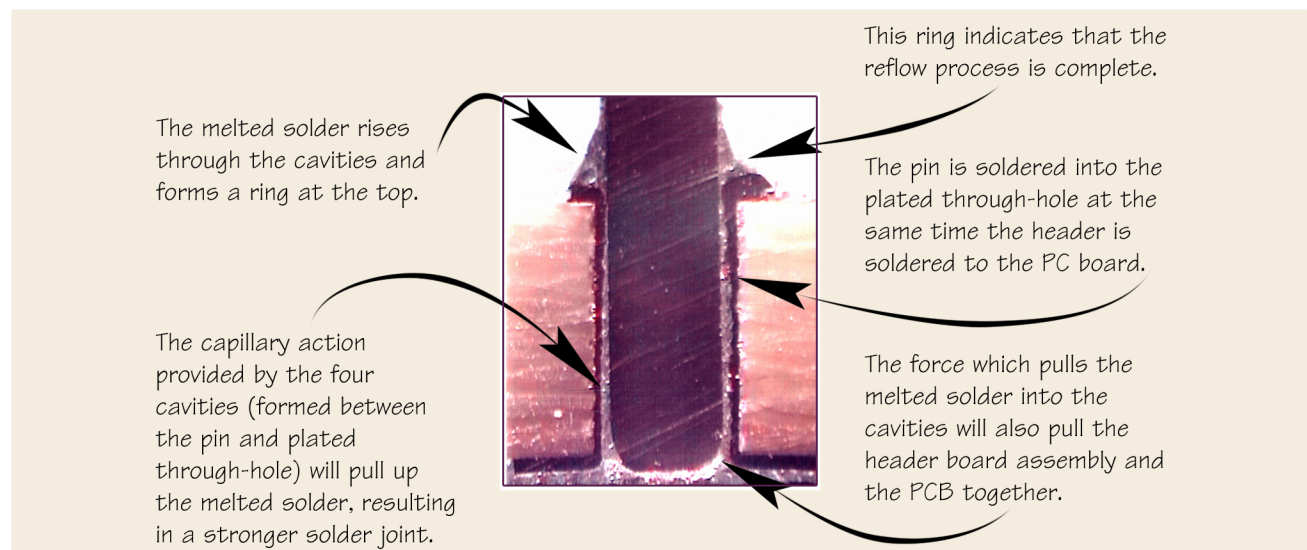 The melted solder rises
through the cavities and
forms a ring at the top.
The capillary action
provided by the four
cavities (formed between
the pin and plated
through-hole) will pull up
the melted solder, resulting
in a stronger solder joint.
This ring indicates that the
reflow process is complete.
The pin is soldered into the
plated through-hole at the
same time the header is
soldered to the PC board.
The force which pulls the
melted solder into the
cavities will also pull the
header board assembly and
the PCB together.